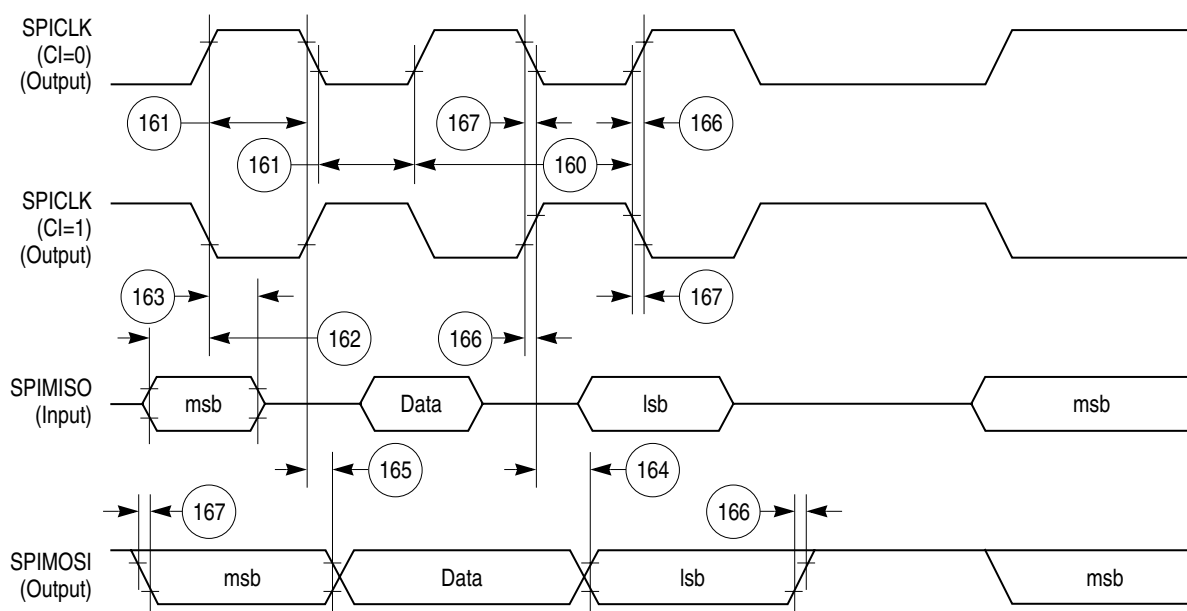 SPICLK
(CI=0)
(Output)
161
167
166
161
160
SPICLK
(CI=1)
(Output)
163
167
162
166
SPIMISO
(Input)
msb
Data
lsb
msb
165
164
167
166
SPIMOSI
(Output)
msb
Data
lsb
msb